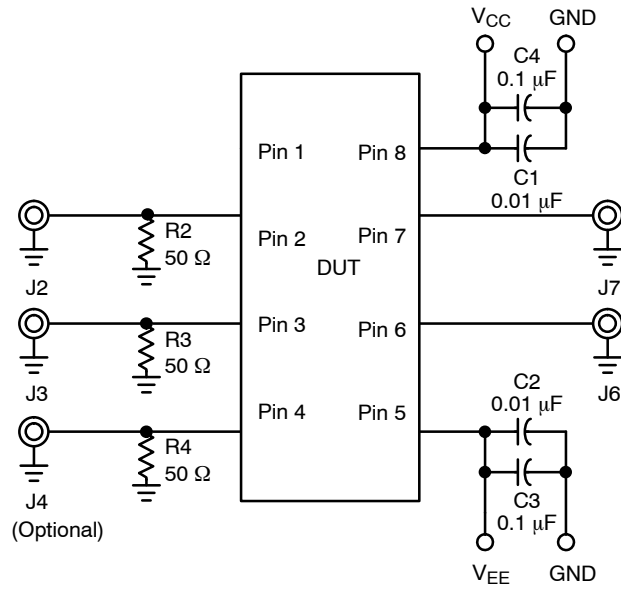 V_CC GND
C4
0.1 μF
Pin 1 Pin 8
C1
0.01 μF
R2
50 Ω
Pin 2 Pin 7
DUT
J2 J7
Pin 3 Pin 6
R3
50 Ω
J3 J6
C2
0.01 μF
Pin 4 Pin 5
R4
50 Ω
C3
0.1 μF
J4
(Optional)
V_EE GND